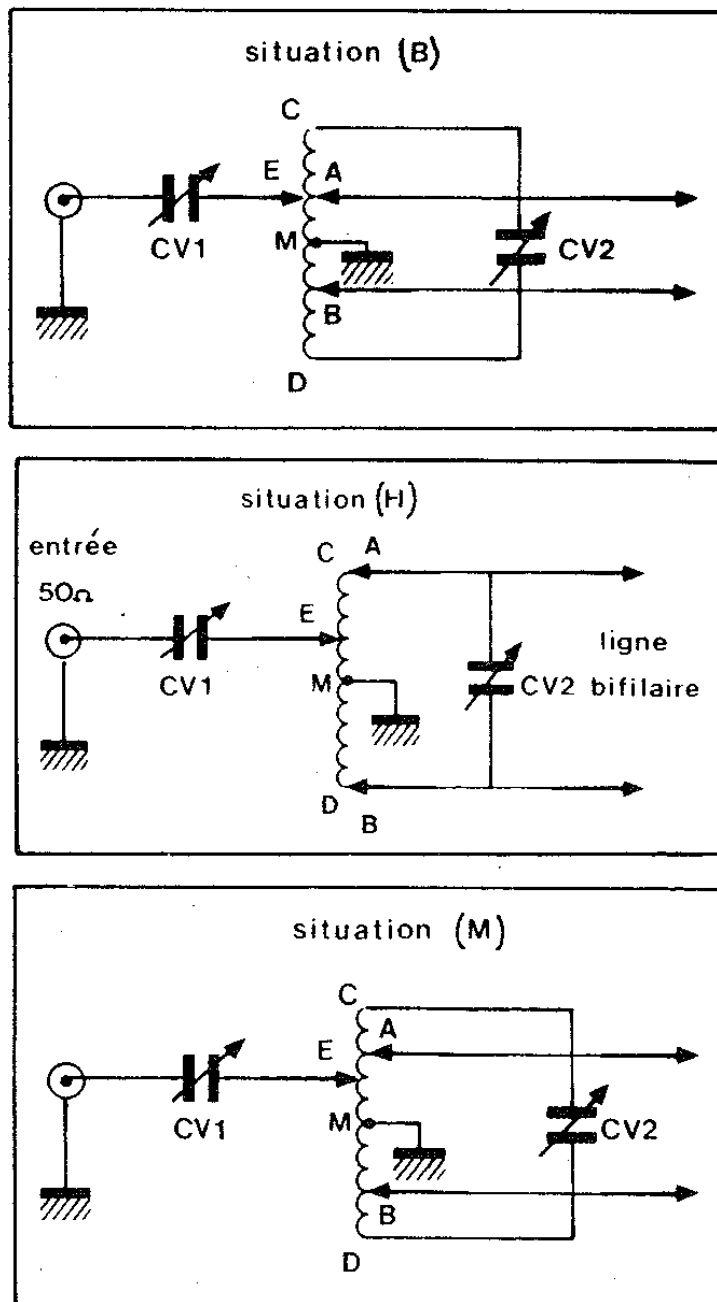 situation (B)
C
E A
CV1
M
CV2
B
D
situation (H)
entrée
50Ω
C A
E
ligne
CV1
M
CV2 bifilaire
D B
situation (M)
C
A
E
CV1
M
CV2
B
D